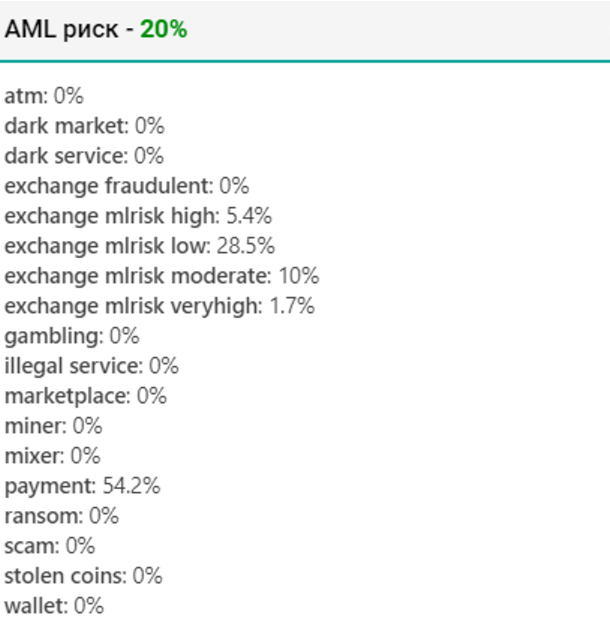 AML риск - 20%
atm: 0%
dark market: 0%
dark service: 0%
exchange fraudulent: 0%
exchange mlrisk high: 5.4%
exchange mlrisk low: 28.5%
exchange mlrisk moderate: 10%
exchange mlrisk veryhigh: 1.7%
gambling: 0%
illegal service: 0%
marketplace: 0%
miner: 0%
mixer: 0%
payment: 54.2%
ransom: 0%
scam: 0%
stolen coins: 0%
wallet: 0%